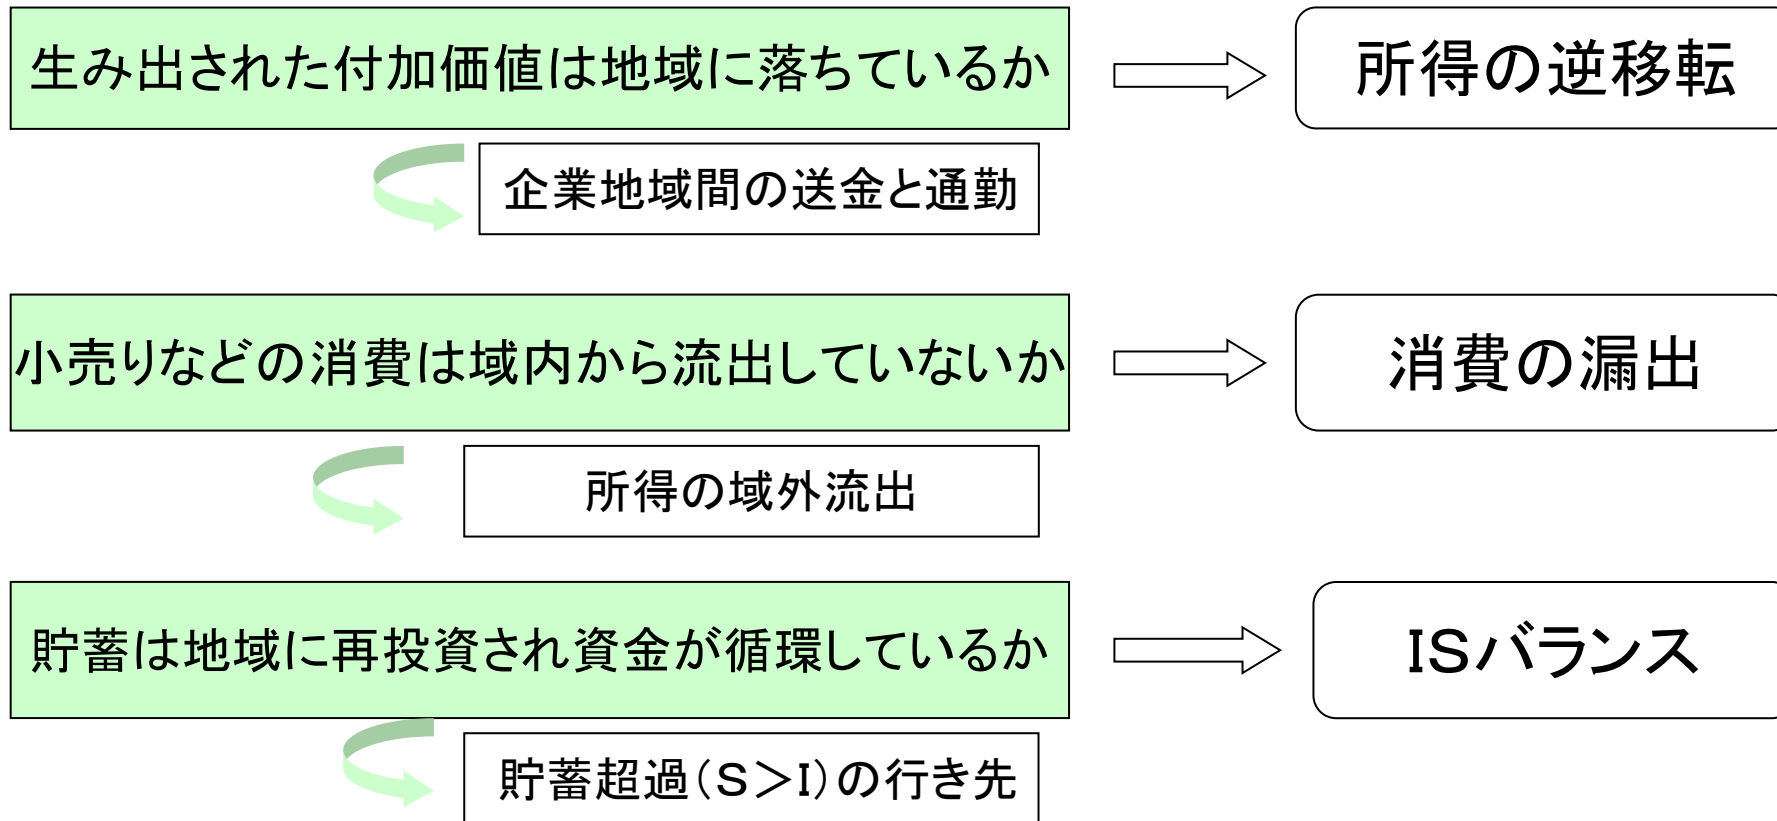 生み出された付加価値は地域に落ちているか
所得の逆移転
企業地域間の送金と通勤
小売りなどの消費は域内から流出していないか
消費の漏出
所得の域外流出
貯蓄は地域に再投資され資金が循環しているか
ISバランス
貯蓄超過(S>I)の行き先